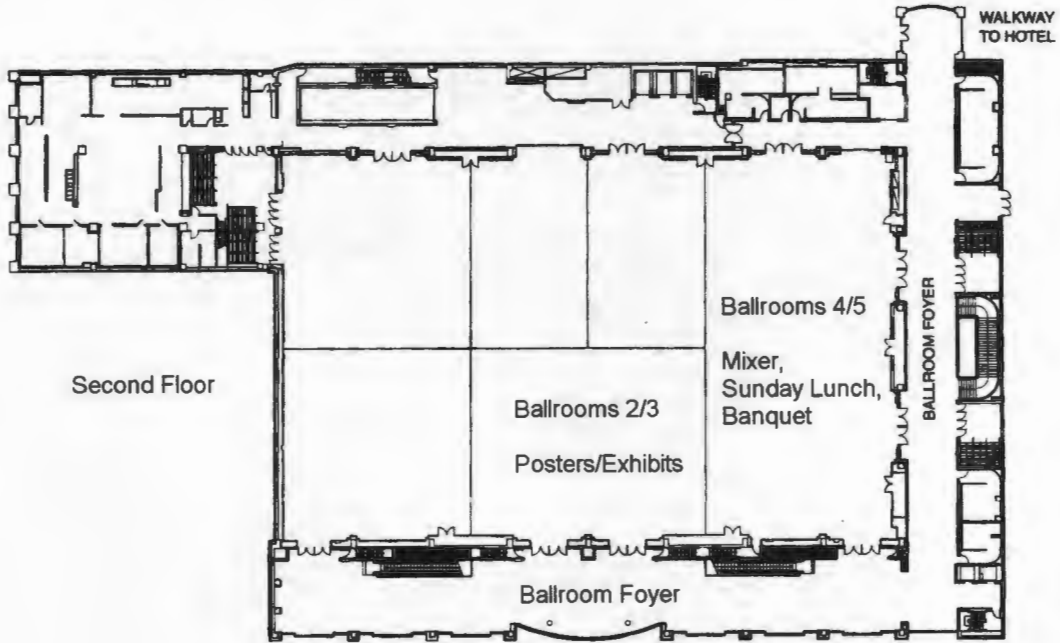 WALKWAY
TO HOTEL
Ballrooms 4/5
Mixer,
Sunday Lunch,
Banquet
BALLROOM FOYER
Second Floor
Ballrooms 2/3
Posters/Exhibits
Ballroom Foyer